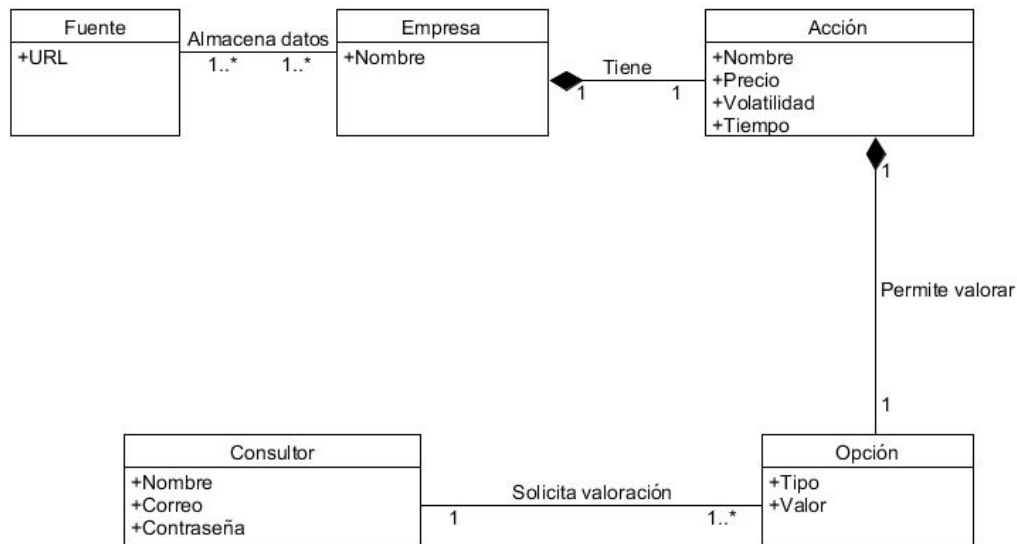 Fuente
+URL
Almacena datos
1..*
1..*
Empresa
+Nombre
Tiene
1
1
Acción
+Nombre
+Precio
+Volatilidad
+Tiempo
1
Permite valorar
1
Consultor
+Nombre
+Correo
+Contraseña
Solicita valoración
1
1..*
Opción
+Tipo
+Valor